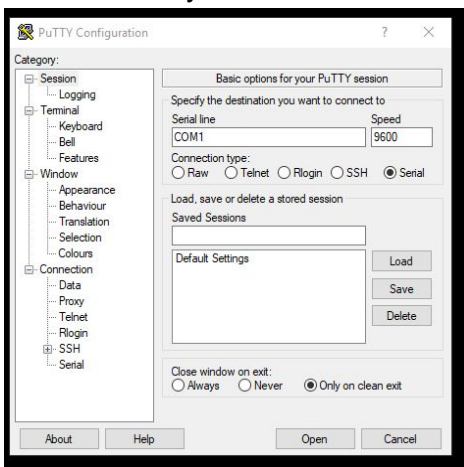 PuTTY Configuration
?
Category:
Session
Logging
Terminal
Keyboard
Bell
Features
Window
Appearance
Behaviour
Translation
Selection
Colours
Connection
Data
Proxy
Telnet
Rlogin
SSH
Serial
Basic options for your PuTTY session
Specify the destination you want to connect to
Serial line Speed
COM1 9600
Connection type:
Raw Telnet Rlogin SSH Serial
Load, save or delete a stored session
Saved Sessions
Default Settings
Load
Save
Delete
Close window on exit:
Always Never Only on clean exit
About Help Open Cancel